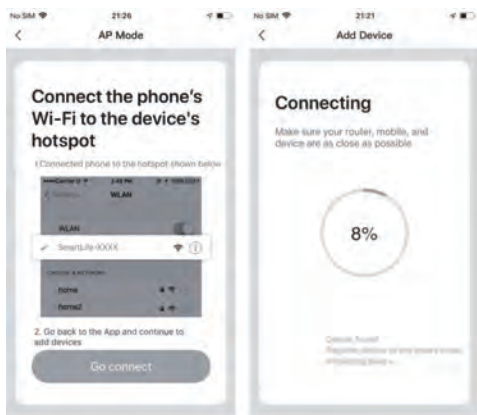 No SIM 21:26
AP Mode
Connect the phone's
Wi-Fi to the device's
hotspot
1.Connected phone to the hotspot shown below
WLAN
WLAN
SmartLife-XXXX
home
home2
2. Go back to the App and continue to
add devices
Go connect
No SIM 21:21
Add Device
Connecting
Make sure your router, mobile, and
device are as close as possible
8%